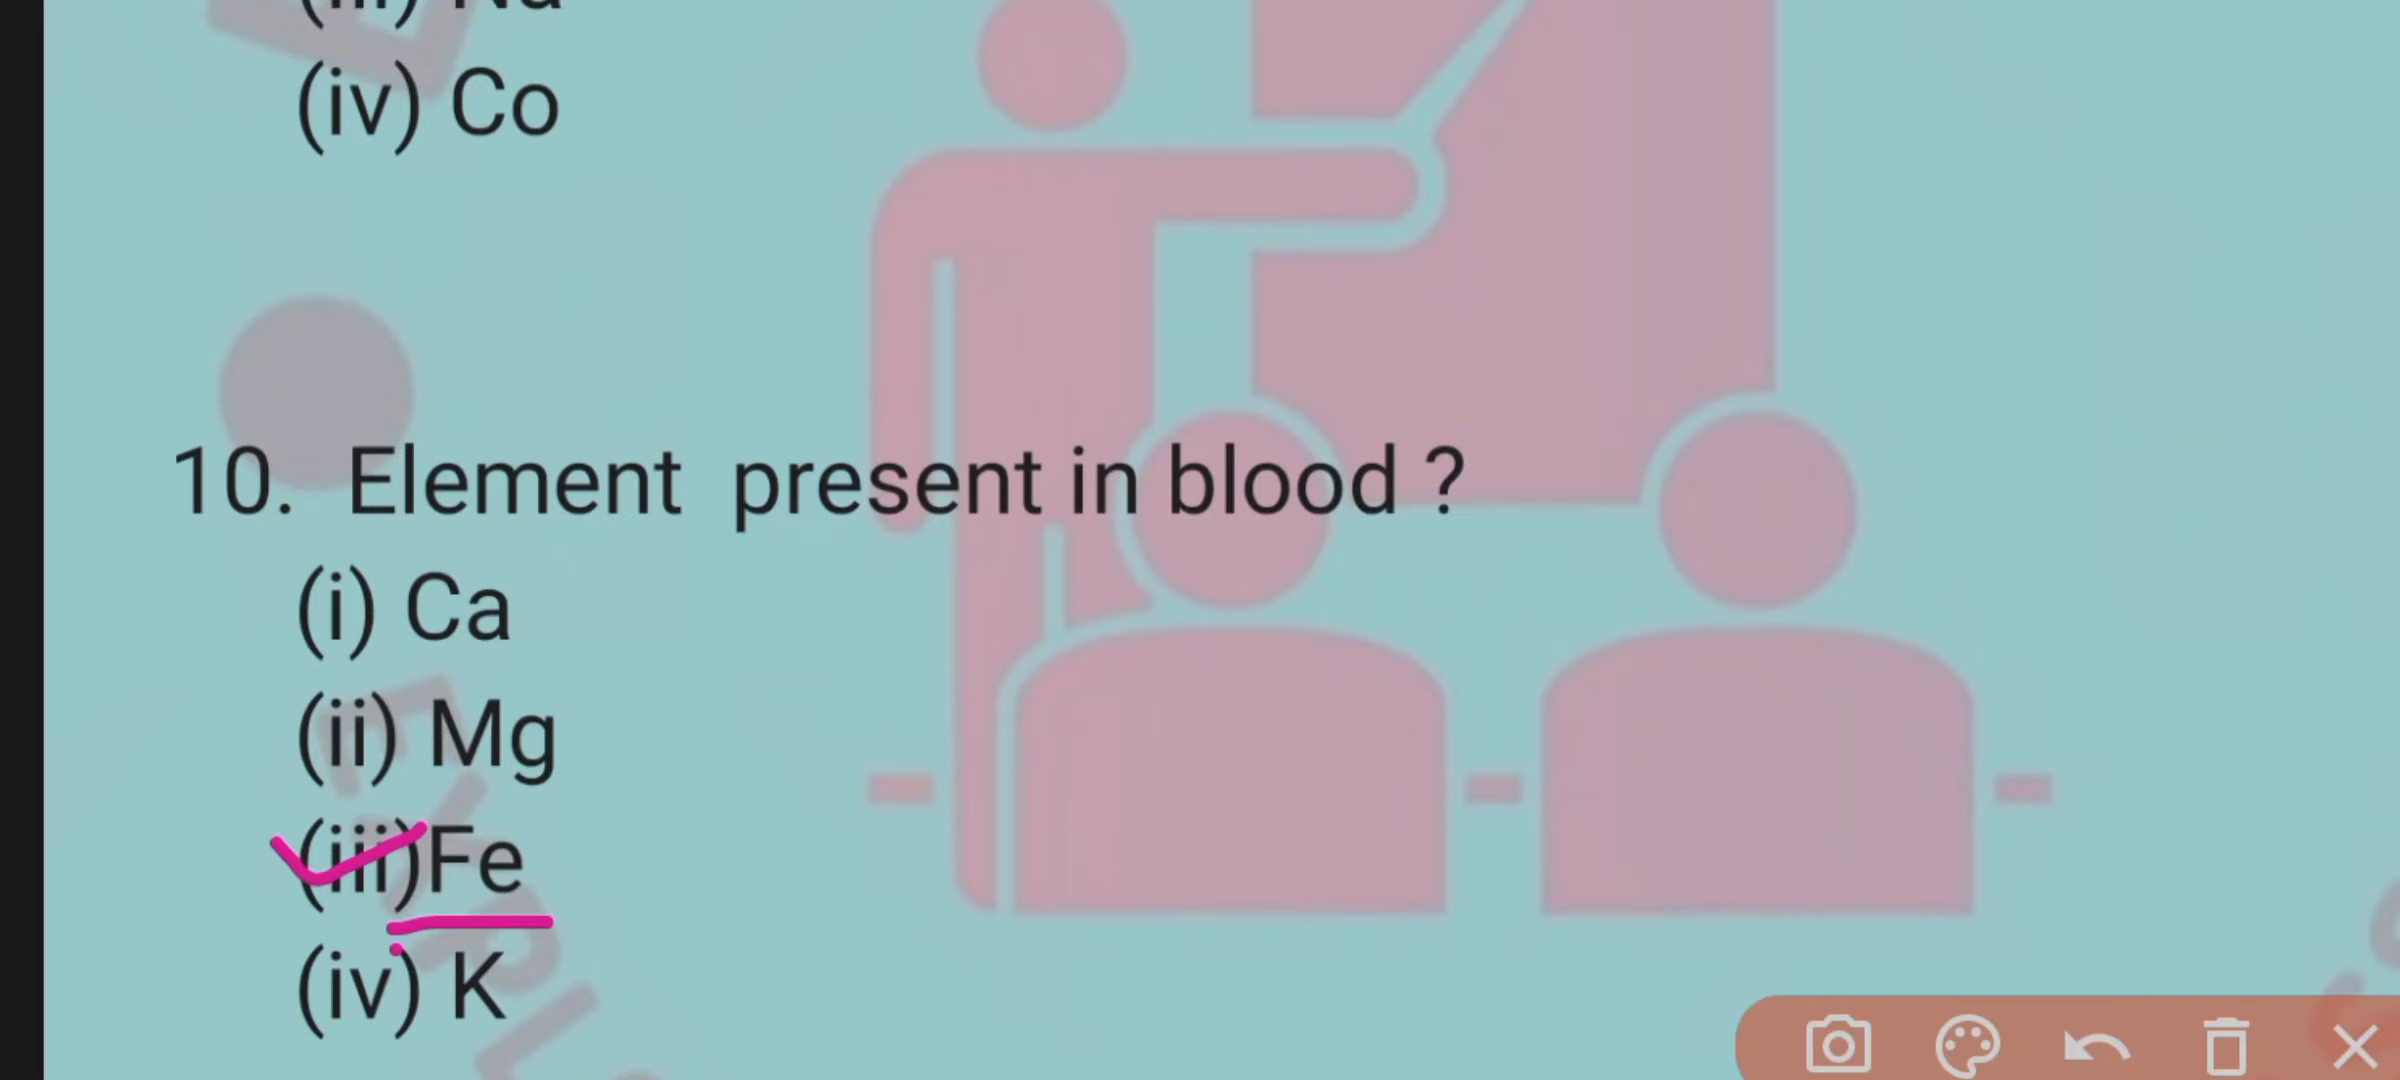 (iv) Co
10. Element present in blood ?
(i) Ca
(ii) Mg
(iii)Fe
(iv) K